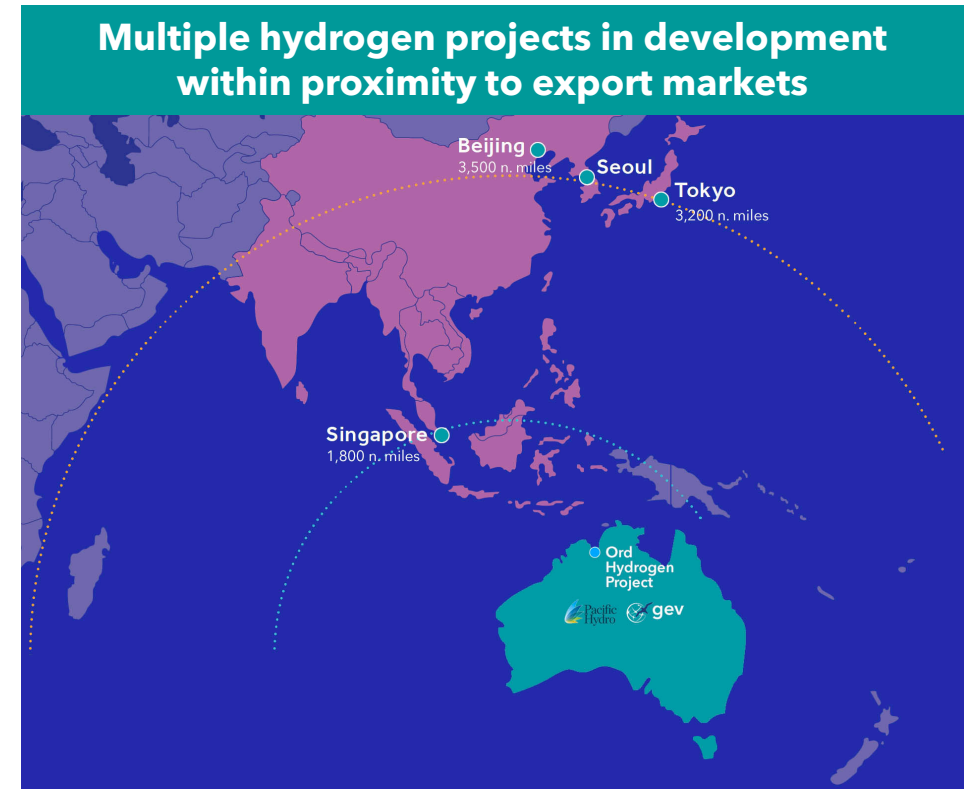 Multiple hydrogen projects in development
within proximity to export markets
Beijing
3,500 n. miles
Seoul
Tokyo
3,200 n. miles
Singapore
1,800 n. miles
Ord
Hydrogen
Project
Pacific
Hydro
gev